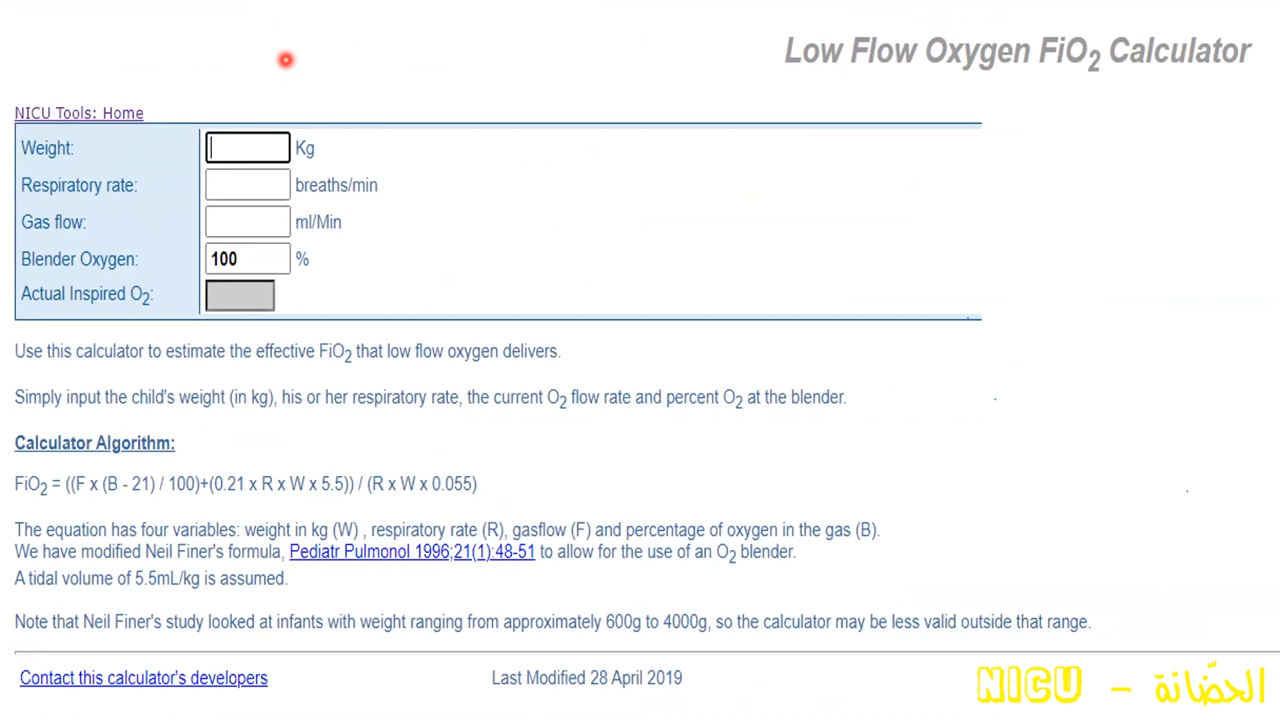 Low Flow Oxygen FiO₂ Calculator
NICU Tools: Home
Weight: Kg
Respiratory rate: breaths/min
Gas flow: ml/Min
Blender Oxygen: 100 %
Actual Inspired O₂:
Use this calculator to estimate the effective FiO₂ that low flow oxygen delivers.
Simply input the child's weight (in kg), his or her respiratory rate, the current O₂ flow rate and percent O₂ at the blender.
Calculator Algorithm:
FiO₂ = ((F x (B - 21) / 100)+(0.21 x R x W x 5.5)) / (R x W x 0.055)
The equation has four variables: weight in kg (W) , respiratory rate (R), gasflow (F) and percentage of oxygen in the gas (B).
We have modified Neil Finer's formula, Pediatr Pulmonol 1996;21(1):48-51 to allow for the use of an O₂ blender.
A tidal volume of 5.5mL/kg is assumed.
Note that Neil Finer's study looked at infants with weight ranging from approximately 600g to 4000g, so the calculator may be less valid outside that range.
Contact this calculator's developers Last Modified 28 April 2019
NICU - الحضّانة